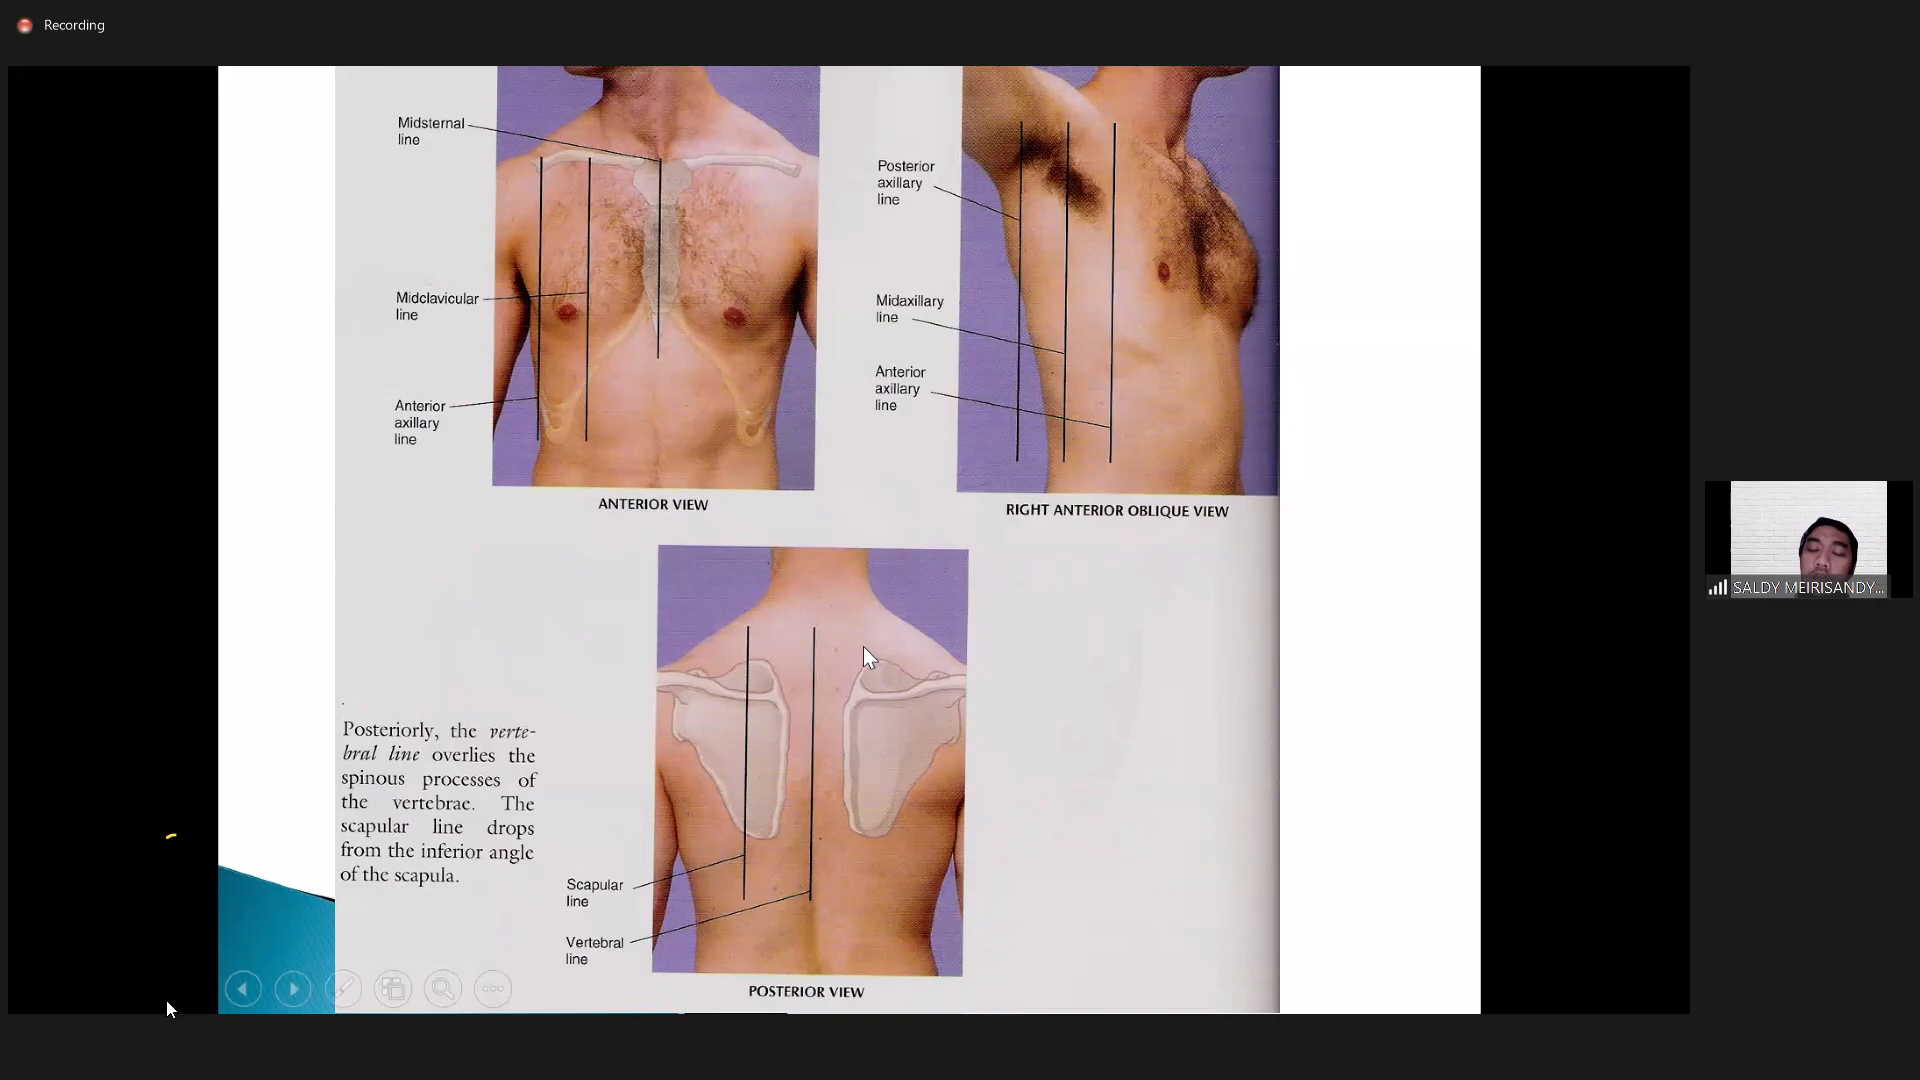 Recording
Midsternal
line
Midclavicular
line
Anterior
axillary
line
ANTERIOR VIEW
Posterior
axillary
line
Midaxillary
line
Anterior
axillary
line
RIGHT ANTERIOR OBLIQUE VIEW
Posteriorly, the verte-
bral line overlies the
spinous processes of
the vertebrae. The
scapular line drops
from the inferior angle
of the scapula.
Scapular
line
Vertebral
line
POSTERIOR VIEW
SALDY MEIRISANDY...